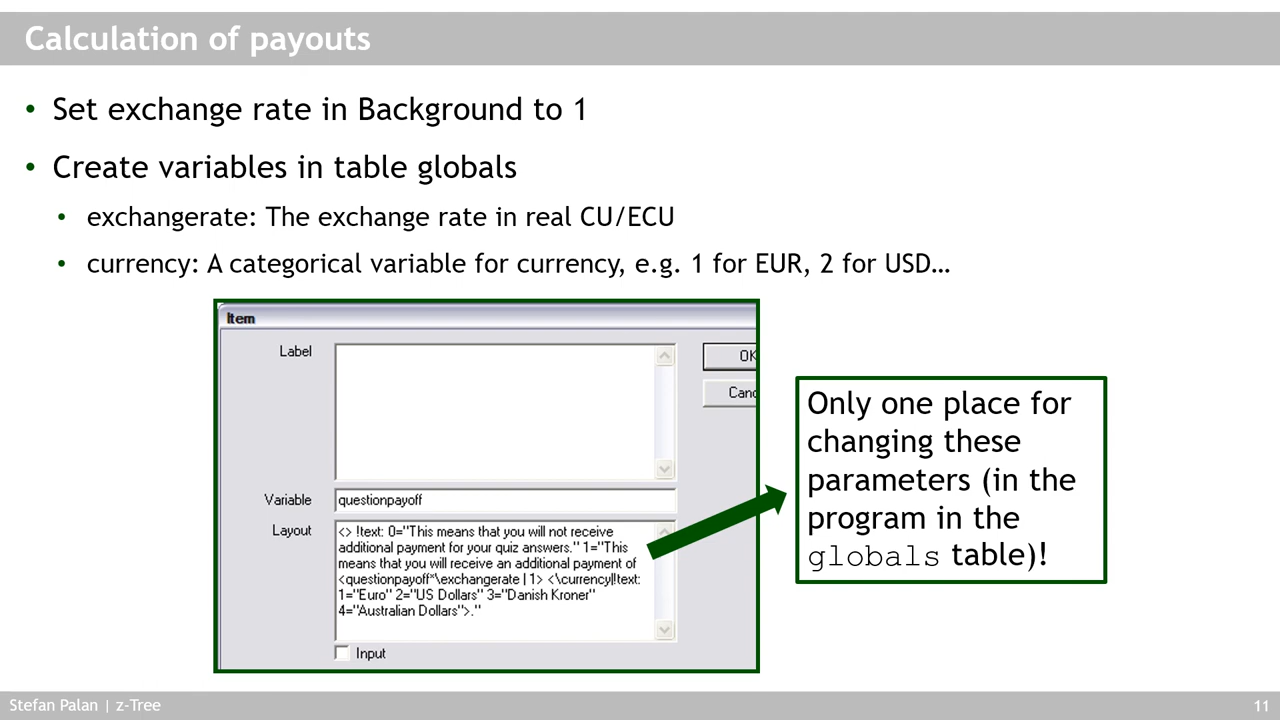 Calculation of payouts
• Set exchange rate in Background to 1
• Create variables in table globals
• exchangerate: The exchange rate in real CU/ECU
• currency: A categorical variable for currency, e.g. 1 for EUR, 2 for USD…
Item
Label
OK
Canc
Variable
questionpayoff
Layout
<> !text: 0="This means that you will not receive
additional payment for your quiz answers." 1="This
means that you will receive an additional payment of
<questionpayoff*\exchangerate | 1> <\currency|!text:
1="Euro" 2="US Dollars" 3="Danish Kroner"
4="Australian Dollars">."
Input
Only one place for
changing these
parameters (in the
program in the
globals table)!
Stefan Palan | z-Tree
11